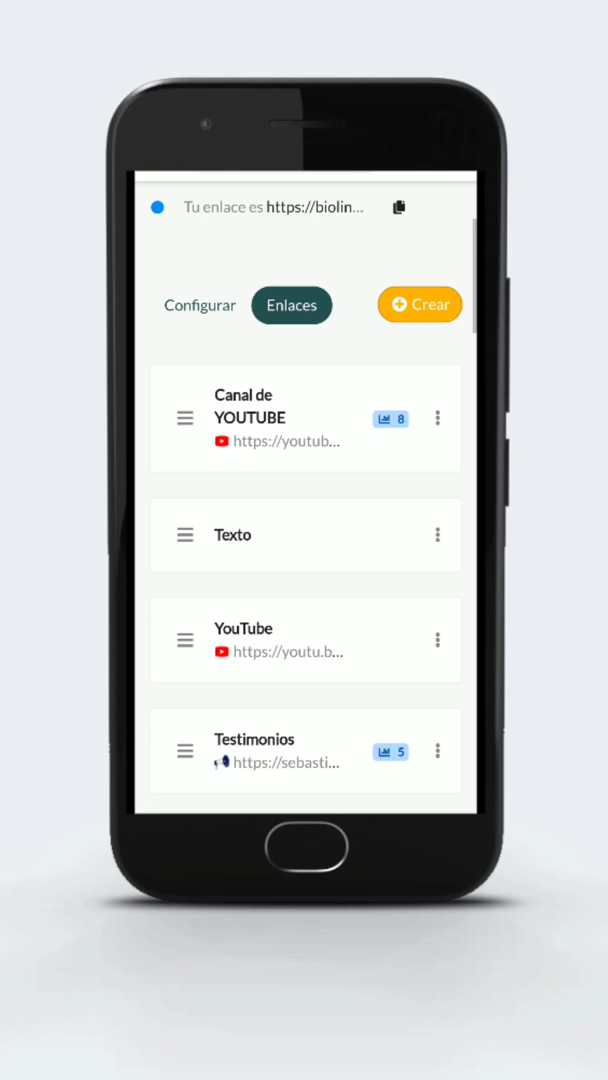 Tu enlace es https://biolin...
Configurar
Enlaces
Crear
Canal de
YOUTUBE
8
https://youtub...
Texto
YouTube
https://youtu.b...
Testimonios
5
https://sebasti...